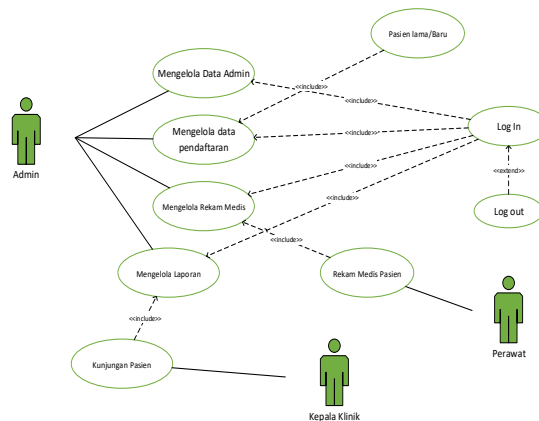 Pasien lama/Baru
Mengelola Data Admin
<<include>>
<<include>>
Mengelola data
pendaftaran
<<include>>
Log In
Admin
<<include>>
<<extend>>
<<include>>
Mengelola Rekam Medis
Log out
<<include>>
Mengelola Laporan
Rekam Medis Pasien
<<include>>
Perawat
Kunjungan Pasien
Kepala Klinik